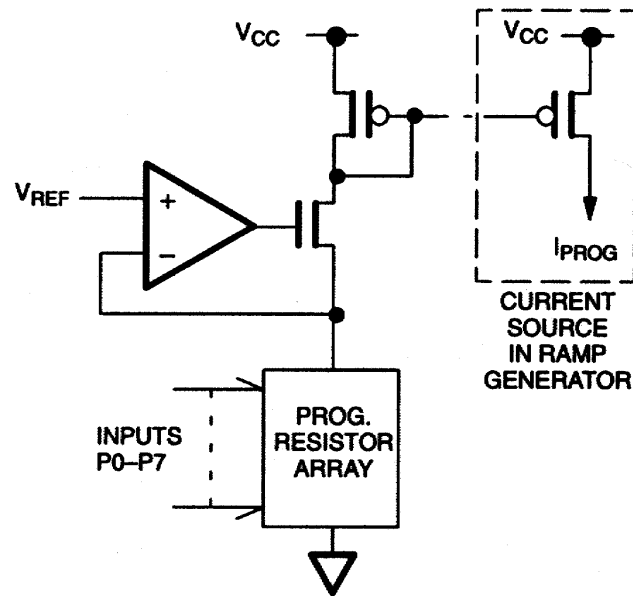 VCC
VCC
VREF
+
−
IPROG
CURRENT
SOURCE
IN RAMP
GENERATOR
INPUTS
P0–P7
PROG.
RESISTOR
ARRAY